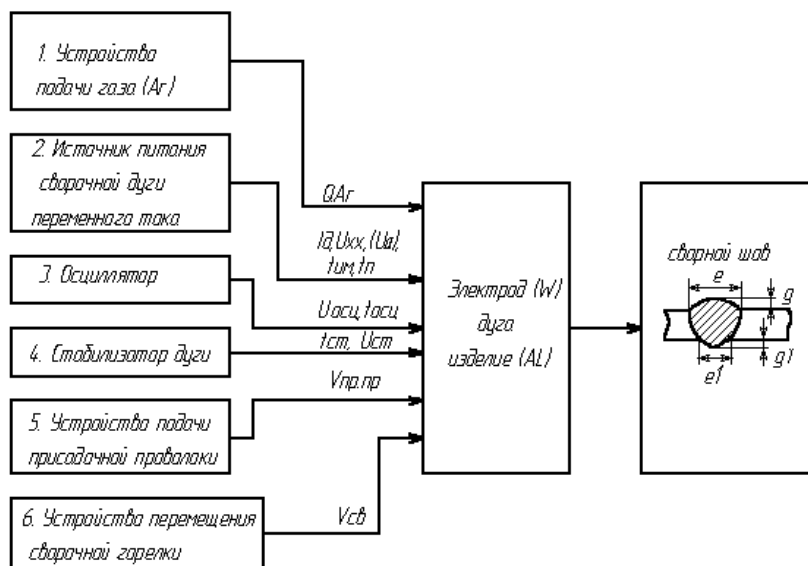 1. Устройства
подачи газа (Ar)
2. Источник питания
сварочной дуги
переменного тока
3. Осциллятор
4. Стабилизатор дуги
5. Устройства подачи
присадочной проволоки
6. Устройства перемещения
сварочной горелки
QAr
Iд,Uхх,(Uд),
tим,tп
Uосц,tосц
tст, Uст
Vпр.пр
Vсв
Электрод (W)
дуга
изделие (AL)
сварной шов
e
g
g1
e1